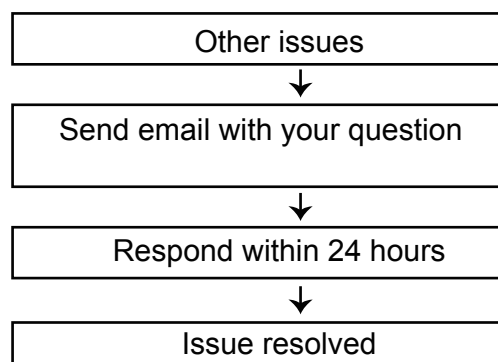 Other issues
Send email with your question
Respond within 24 hours
Issue resolved